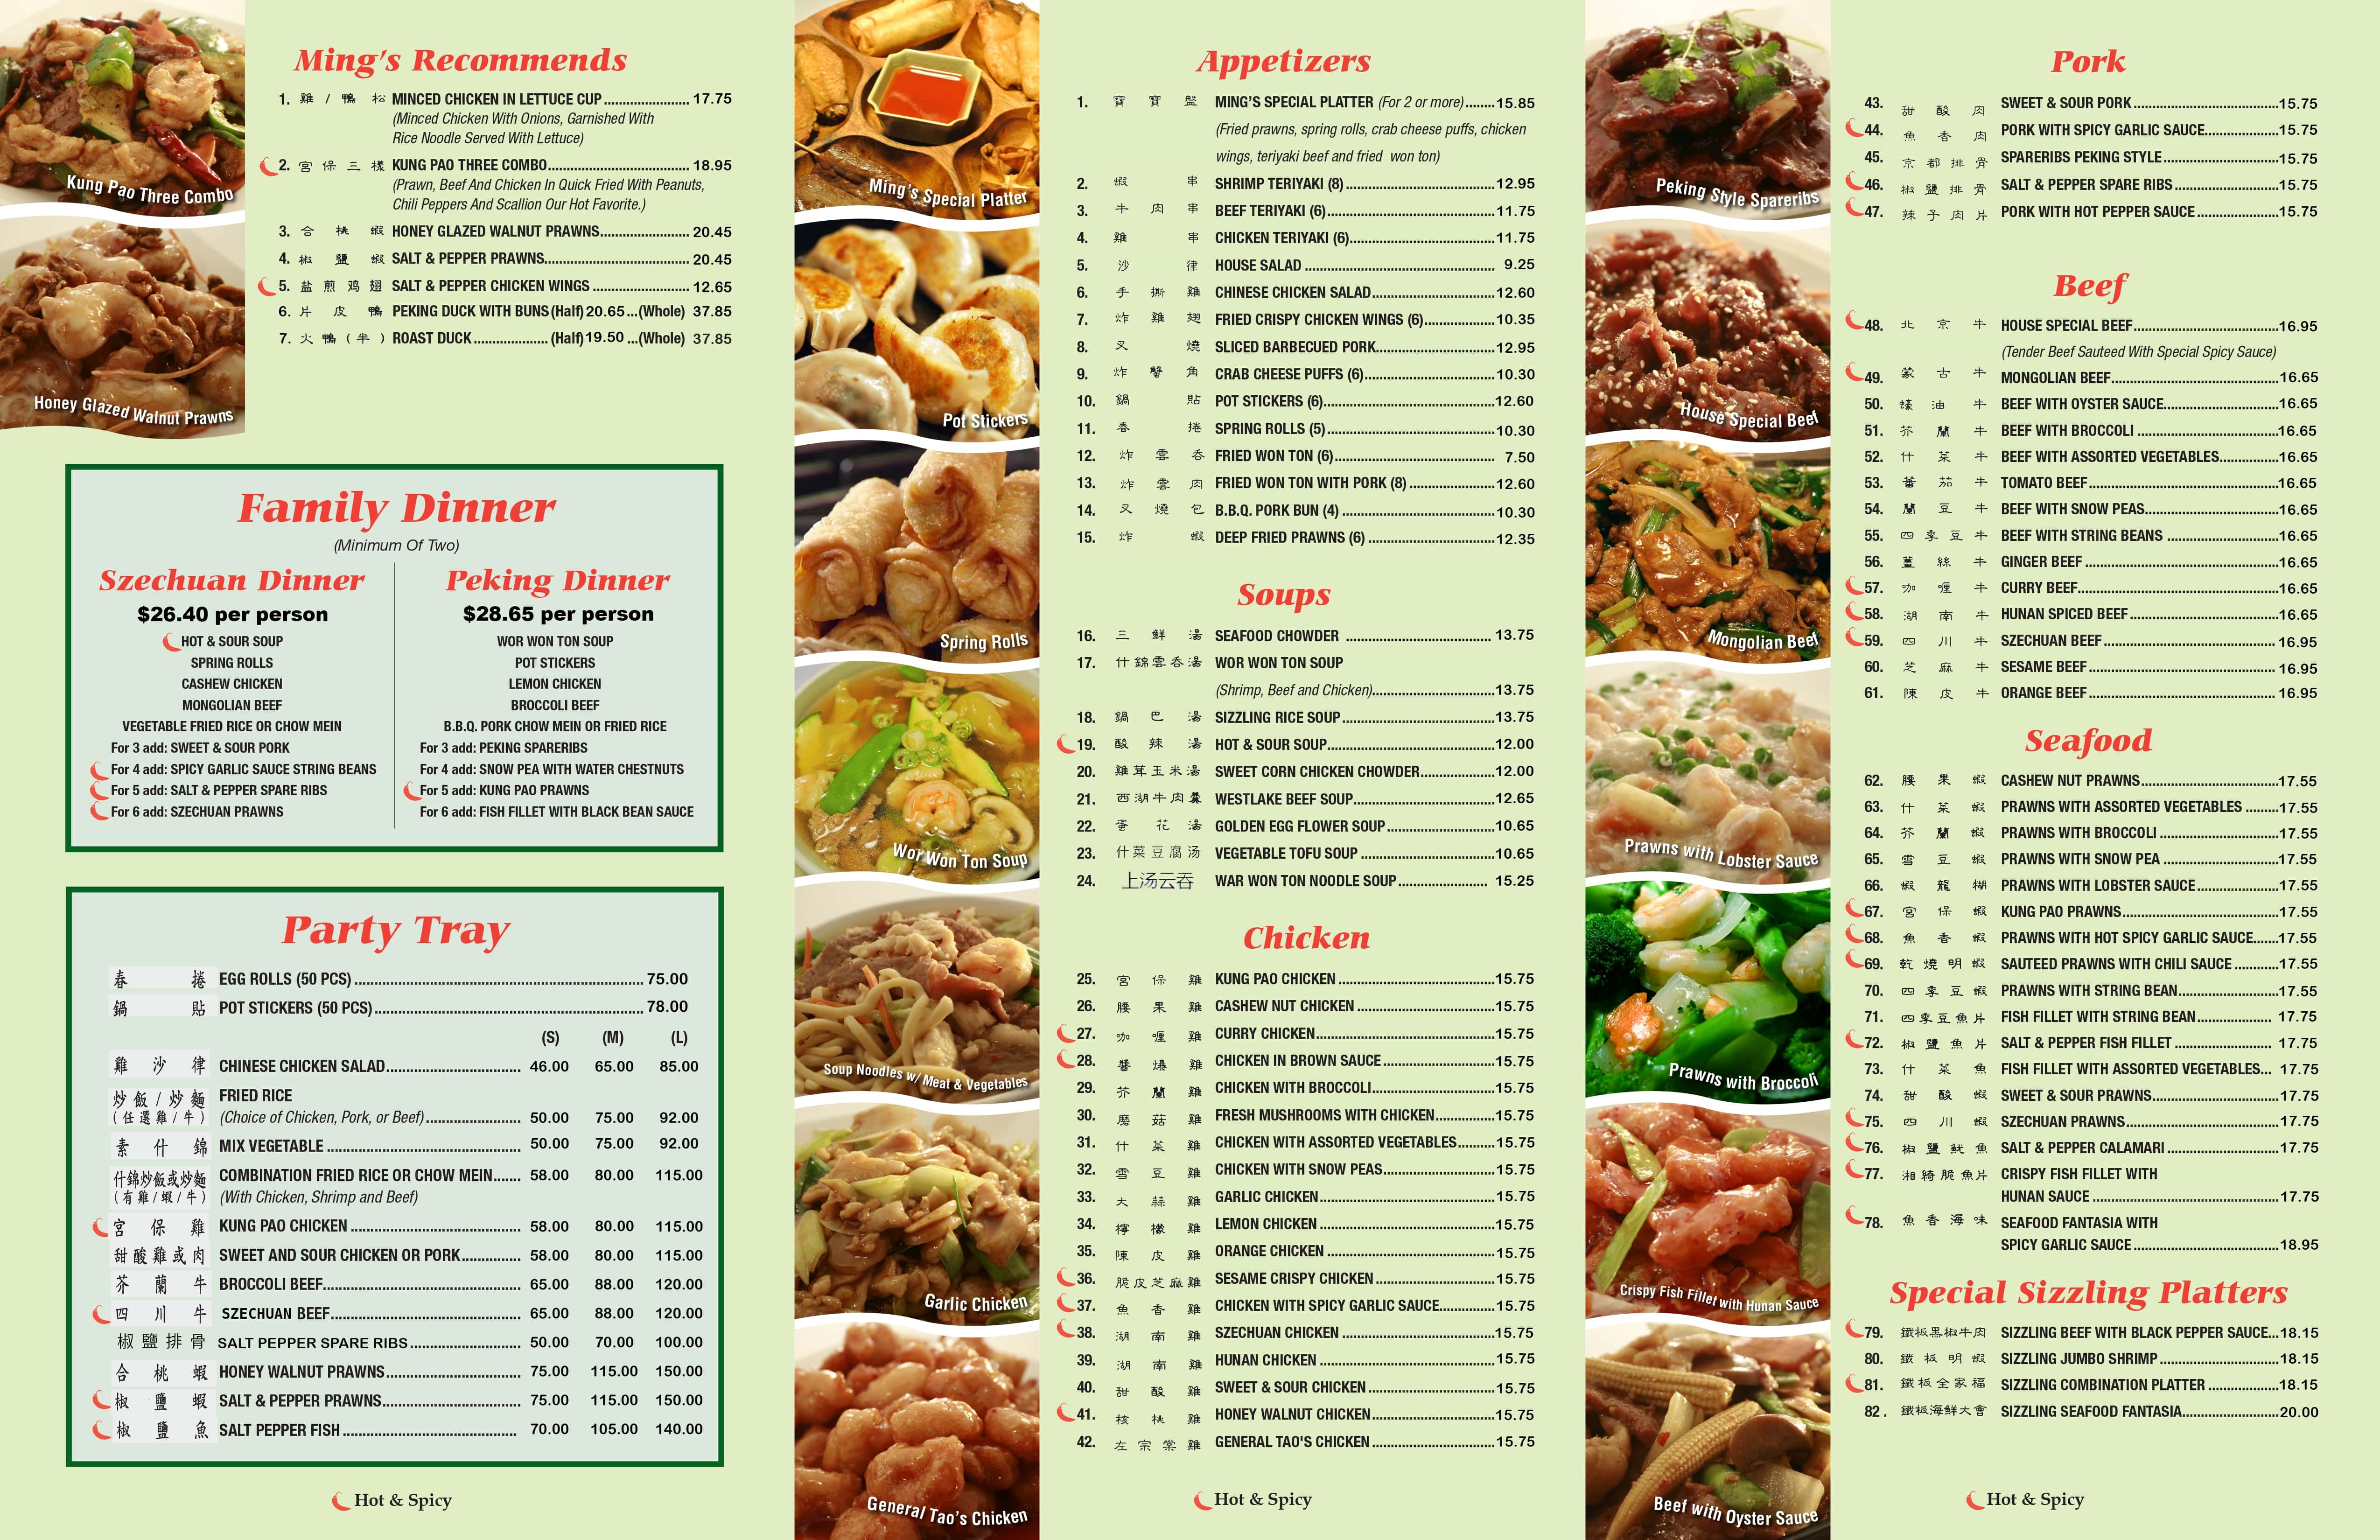 Kung Pao Three Combo
Honey Glazed Walnut Prawns
Ming's Recommends
1. 雞 / 鴨 松 MINCED CHICKEN IN LETTUCE CUP ........................ 17.75
(Minced Chicken With Onions, Garnished With
Rice Noodle Served With Lettuce)
2. 宮 保 三 樣 KUNG PAO THREE COMBO........................ 18.95
(Prawn, Beef And Chicken In Quick Fried With Peanuts,
Chili Peppers And Scallion Our Hot Favorite.)
3. 合 桃 蝦 HONEY GLAZED WALNUT PRAWNS........................ 20.45
4. 椒 鹽 蝦 SALT & PEPPER PRAWNS........................ 20.45
5. 盐 煎 鸡 翅 SALT & PEPPER CHICKEN WINGS ........................ 12.65
6. 片 皮 鴨 PEKING DUCK WITH BUNS (Half) 20.65 ...(Whole) 37.85
7. 火 鴨 ( 半 ) ROAST DUCK ................... (Half) 19.50 ...(Whole) 37.85
Family Dinner
(Minimum Of Two)
Szechuan Dinner
$26.40 per person
HOT & SOUR SOUP
SPRING ROLLS
CASHEW CHICKEN
MONGOLIAN BEEF
VEGETABLE FRIED RICE OR CHOW MEIN
For 3 add: SWEET & SOUR PORK
For 4 add: SPICY GARLIC SAUCE STRING BEANS
For 5 add: SALT & PEPPER SPARE RIBS
For 6 add: SZECHUAN PRAWNS
Peking Dinner
$28.65 per person
WOR WON TON SOUP
POT STICKERS
LEMON CHICKEN
BROCCOLI BEEF
B.B.Q. PORK CHOW MEIN OR FRIED RICE
For 3 add: PEKING SPARERIBS
For 4 add: SNOW PEA WITH WATER CHESTNUTS
For 5 add: KUNG PAO PRAWNS
For 6 add: FISH FILLET WITH BLACK BEAN SAUCE
Party Tray
春 捲 EGG ROLLS (50 PCS) ........................ 75.00
鍋 貼 POT STICKERS (50 PCS) ........................ 78.00
(S) (M) (L)
雞 沙 律 CHINESE CHICKEN SALAD........................ 46.00 65.00 85.00
炒 飯 / 炒 麵 FRIED RICE
( 任 選 雞 / 牛 ) (Choice of Chicken, Pork, or Beef)........................ 50.00 75.00 92.00
素 什 錦 MIX VEGETABLE ........................ 50.00 75.00 92.00
什錦炒飯或炒麵 COMBINATION FRIED RICE OR CHOW MEIN....... 58.00 80.00 115.00
( 有 雞 / 蝦 / 牛 ) (With Chicken, Shrimp and Beef)
宮 保 雞 KUNG PAO CHICKEN ........................ 58.00 80.00 115.00
甜 酸 雞 或 肉 SWEET AND SOUR CHICKEN OR PORK............... 58.00 80.00 115.00
芥 蘭 牛 BROCCOLI BEEF........................ 65.00 88.00 120.00
四 川 牛 SZECHUAN BEEF........................ 65.00 88.00 120.00
椒 鹽 排 骨 SALT PEPPER SPARE RIBS ........................ 50.00 70.00 100.00
合 桃 蝦 HONEY WALNUT PRAWNS........................ 75.00 115.00 150.00
椒 鹽 蝦 SALT & PEPPER PRAWNS........................ 75.00 115.00 150.00
椒 鹽 魚 SALT PEPPER FISH ........................ 70.00 105.00 140.00
Hot & Spicy
Ming's Special Platter
Pot Stickers
Spring Rolls
Wor Won Ton Soup
Soup Noodles w/ Meat & Vegetables
Garlic Chicken
General Tao's Chicken
Appetizers
1. 寶 寶 盤 MING'S SPECIAL PLATTER (For 2 or more)........15.85
(Fried prawns, spring rolls, crab cheese puffs, chicken
wings, teriyaki beef and fried won ton)
2. 蝦 串 SHRIMP TERIYAKI (8) ........................12.95
3. 牛 肉 串 BEEF TERIYAKI (6)........................11.75
4. 雞 串 CHICKEN TERIYAKI (6)........................11.75
5. 沙 律 HOUSE SALAD ........................ 9.25
6. 手 撕 雞 CHINESE CHICKEN SALAD........................12.60
7. 炸 雞 翅 FRIED CRISPY CHICKEN WINGS (6)........................10.35
8. 叉 燒 SLICED BARBECUED PORK........................12.95
9. 炸 蟹 角 CRAB CHEESE PUFFS (6)........................10.30
10. 鍋 貼 POT STICKERS (6)........................12.60
11. 春 捲 SPRING ROLLS (5) ........................10.30
12. 炸 雲 吞 FRIED WON TON (6)........................ 7.50
13. 炸 雲 肉 FRIED WON TON WITH PORK (8) ........................12.60
14. 叉 燒 包 B.B.Q. PORK BUN (4) ........................10.30
15. 炸 蝦 DEEP FRIED PRAWNS (6) ........................12.35
Soups
16. 三 鮮 湯 SEAFOOD CHOWDER ........................ 13.75
17. 什 錦 雲 吞 湯 WOR WON TON SOUP
(Shrimp, Beef and Chicken)........................13.75
18. 鍋 巴 湯 SIZZLING RICE SOUP ........................13.75
19. 酸 辣 湯 HOT & SOUR SOUP........................12.00
20. 雞 茸 玉 米 湯 SWEET CORN CHICKEN CHOWDER........................12.00
21. 西 湖 牛 肉 羹 WESTLAKE BEEF SOUP........................12.65
22. 蛋 花 湯 GOLDEN EGG FLOWER SOUP ........................10.65
23. 什 菜 豆 腐 汤 VEGETABLE TOFU SOUP ........................10.65
24. 上汤云吞 WAR WON TON NOODLE SOUP........................ 15.25
Chicken
25. 宮 保 雞 KUNG PAO CHICKEN ........................15.75
26. 腰 果 雞 CASHEW NUT CHICKEN ........................15.75
27. 咖 喱 雞 CURRY CHICKEN........................15.75
28. 醬 爆 雞 CHICKEN IN BROWN SAUCE ........................15.75
29. 芥 蘭 雞 CHICKEN WITH BROCCOLI........................15.75
30. 磨 菇 雞 FRESH MUSHROOMS WITH CHICKEN........................15.75
31. 什 菜 雞 CHICKEN WITH ASSORTED VEGETABLES..........15.75
32. 雪 豆 雞 CHICKEN WITH SNOW PEAS........................15.75
33. 大 蒜 雞 GARLIC CHICKEN........................15.75
34. 檸 檬 雞 LEMON CHICKEN ........................15.75
35. 陳 皮 雞 ORANGE CHICKEN ........................15.75
36. 脆 皮 芝 麻 雞 SESAME CRISPY CHICKEN ........................15.75
37. 魚 香 雞 CHICKEN WITH SPICY GARLIC SAUCE........................15.75
38. 湖 南 雞 SZECHUAN CHICKEN ........................15.75
39. 湖 南 雞 HUNAN CHICKEN ........................15.75
40. 甜 酸 雞 SWEET & SOUR CHICKEN ........................15.75
41. 核 桃 雞 HONEY WALNUT CHICKEN........................15.75
42. 左 宗 棠 雞 GENERAL TAO'S CHICKEN ........................15.75
Hot & Spicy
Peking Style Spareribs
House Special Beef
Mongolian Beef
Prawns with Lobster Sauce
Prawns with Broccoli
Crispy Fish Fillet with Hunan Sauce
Beef with Oyster Sauce
Pork
43. 甜 酸 肉 SWEET & SOUR PORK ........................15.75
44. 魚 香 肉 PORK WITH SPICY GARLIC SAUCE........................15.75
45. 京 都 排 骨 SPARERIBS PEKING STYLE ........................15.75
46. 椒 鹽 排 骨 SALT & PEPPER SPARE RIBS ........................15.75
47. 辣 子 肉 片 PORK WITH HOT PEPPER SAUCE ........................15.75
Beef
48. 北 京 牛 HOUSE SPECIAL BEEF........................16.95
(Tender Beef Sauteed With Special Spicy Sauce)
49. 蒙 古 牛 MONGOLIAN BEEF........................16.65
50. 蠔 油 牛 BEEF WITH OYSTER SAUCE........................16.65
51. 芥 蘭 牛 BEEF WITH BROCCOLI ........................16.65
52. 什 菜 牛 BEEF WITH ASSORTED VEGETABLES........................16.65
53. 蕃 茄 牛 TOMATO BEEF........................16.65
54. 蘭 豆 牛 BEEF WITH SNOW PEAS........................16.65
55. 四 季 豆 牛 BEEF WITH STRING BEANS ........................16.65
56. 薑 絲 牛 GINGER BEEF ........................16.65
57. 咖 喱 牛 CURRY BEEF........................16.65
58. 湖 南 牛 HUNAN SPICED BEEF........................16.65
59. 四 川 牛 SZECHUAN BEEF........................16.95
60. 芝 麻 牛 SESAME BEEF ........................16.95
61. 陳 皮 牛 ORANGE BEEF ........................16.95
Seafood
62. 腰 果 蝦 CASHEW NUT PRAWNS........................17.55
63. 什 菜 蝦 PRAWNS WITH ASSORTED VEGETABLES .........17.55
64. 芥 蘭 蝦 PRAWNS WITH BROCCOLI ........................17.55
65. 雪 豆 蝦 PRAWNS WITH SNOW PEA ........................17.55
66. 蝦 龍 糊 PRAWNS WITH LOBSTER SAUCE ........................17.55
67. 宮 保 蝦 KUNG PAO PRAWNS........................17.55
68. 魚 香 蝦 PRAWNS WITH HOT SPICY GARLIC SAUCE.......17.55
69. 乾 燒 明 蝦 SAUTEED PRAWNS WITH CHILI SAUCE ............17.55
70. 四 季 豆 蝦 PRAWNS WITH STRING BEAN........................17.55
71. 四 季 豆 魚 片 FISH FILLET WITH STRING BEAN........................ 17.75
72. 椒 鹽 魚 片 SALT & PEPPER FISH FILLET ........................ 17.75
73. 什 菜 魚 FISH FILLET WITH ASSORTED VEGETABLES... 17.75
74. 甜 酸 蝦 SWEET & SOUR PRAWNS........................17.75
75. 四 川 蝦 SZECHUAN PRAWNS........................17.75
76. 椒 鹽 魷 魚 SALT & PEPPER CALAMARI ........................17.75
77. 湘 綺 脆 魚 片 CRISPY FISH FILLET WITH
HUNAN SAUCE ........................17.75
78. 魚 香 海 味 SEAFOOD FANTASIA WITH
SPICY GARLIC SAUCE ........................18.95
Special Sizzling Platters
79. 鐵板黑椒牛肉 SIZZLING BEEF WITH BLACK PEPPER SAUCE...18.15
80. 鐵 板 明 蝦 SIZZLING JUMBO SHRIMP ........................18.15
81. 鐵 板 全 家 福 SIZZLING COMBINATION PLATTER ........................18.15
82 . 鐵板海鮮大會 SIZZLING SEAFOOD FANTASIA........................20.00
Hot & Spicy